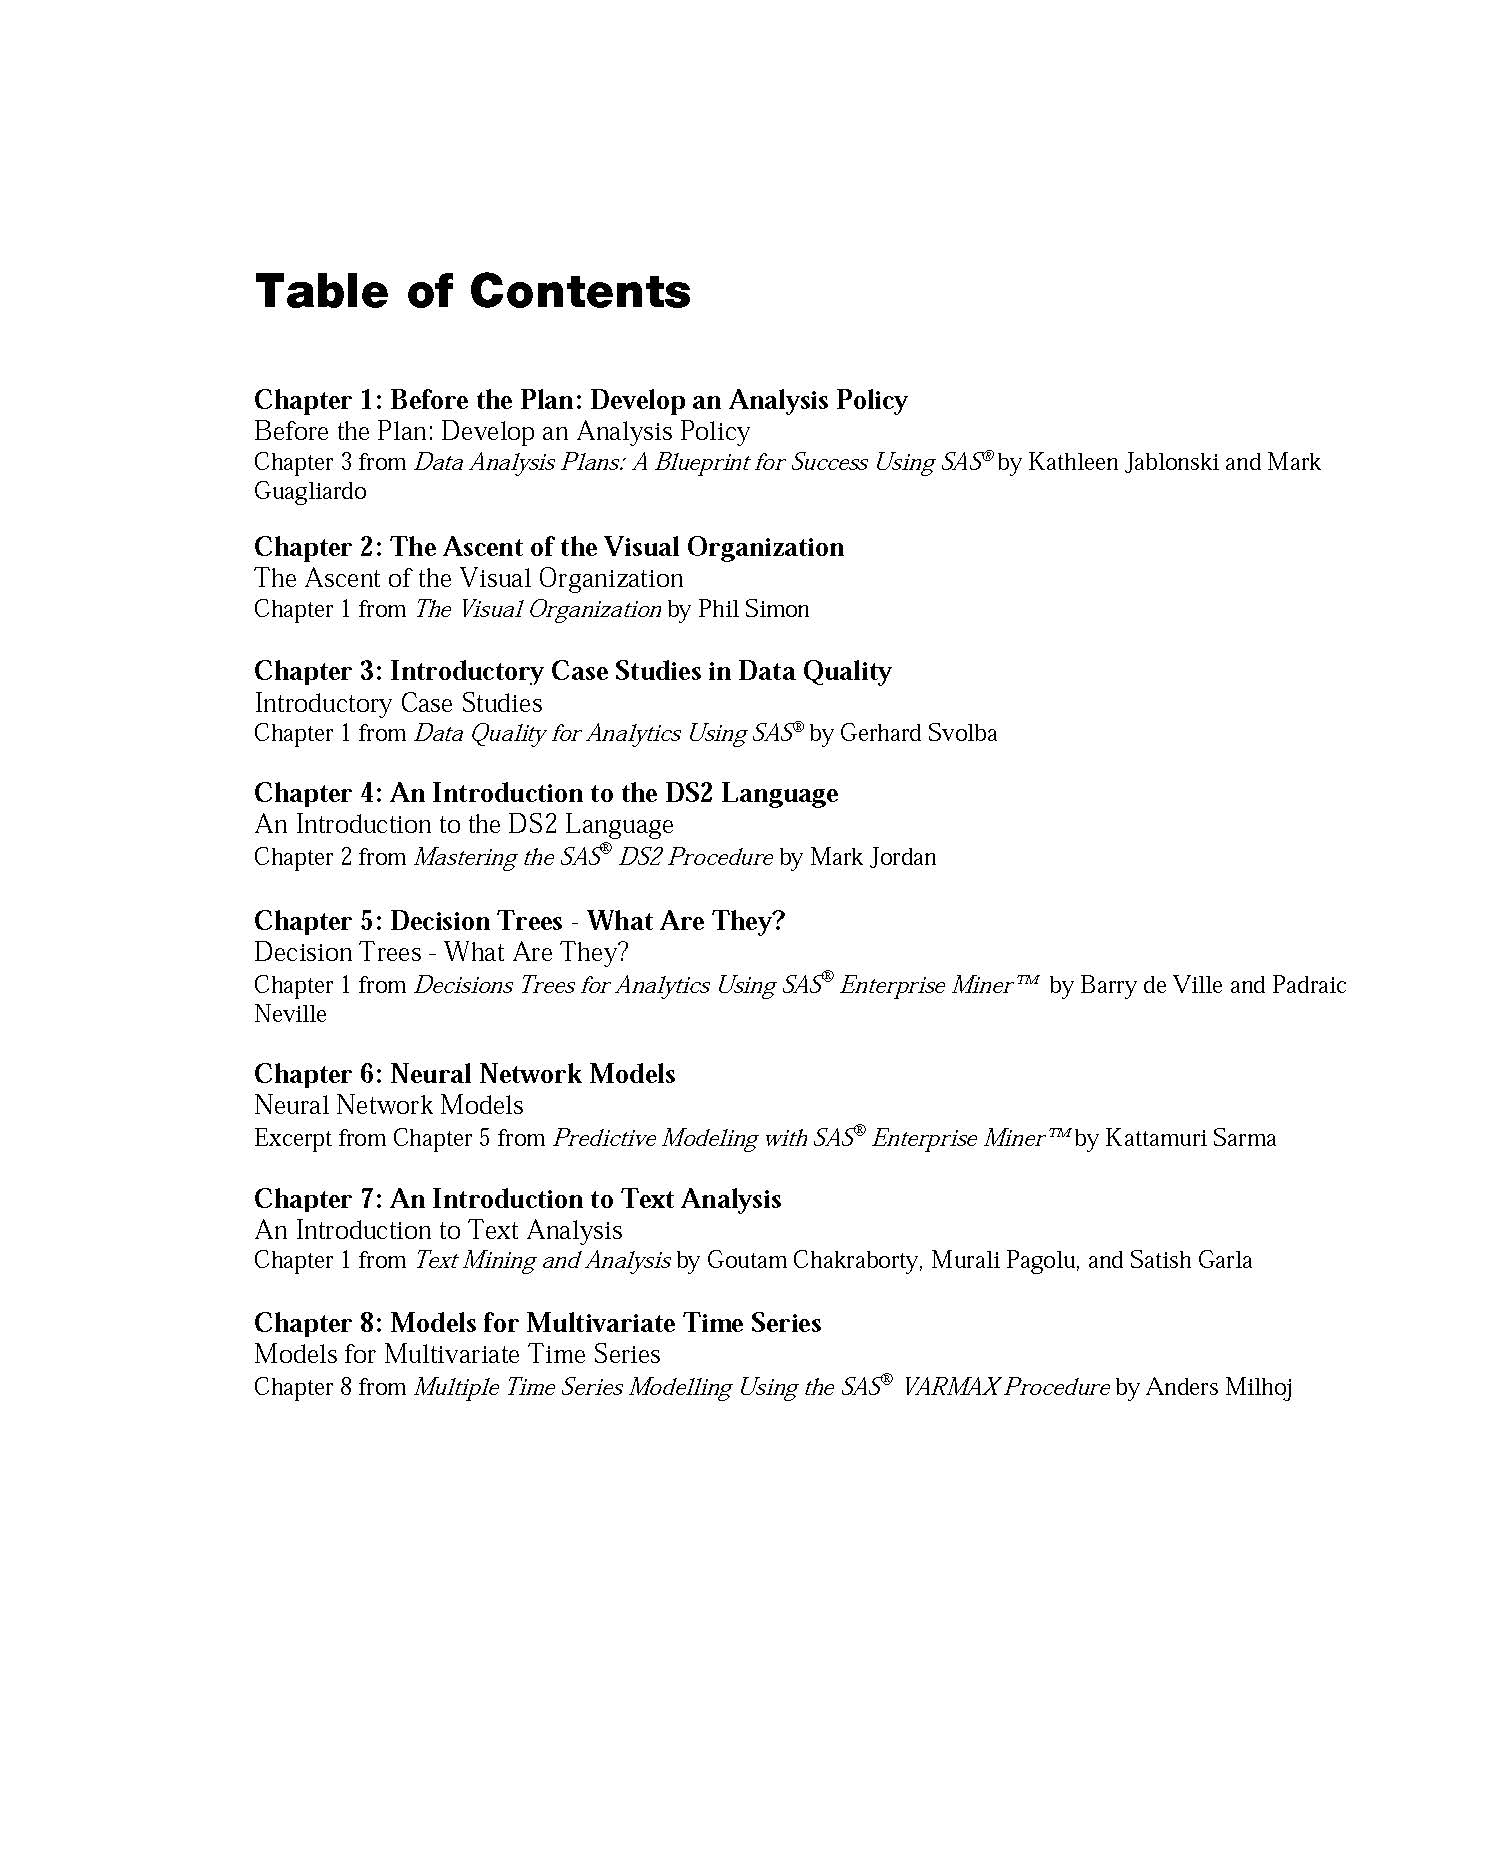 Table of Contents
Chapter 1: Before the Plan: Develop an Analysis Policy
Before the Plan: Develop an Analysis Policy
Chapter 3 from Data Analysis Plans: A Blueprint for Success Using SAS® by Kathleen Jablonski and Mark
Guagliardo
Chapter 2: The Ascent of the Visual Organization
The Ascent of the Visual Organization
Chapter 1 from The Visual Organization by Phil Simon
Chapter 3: Introductory Case Studies in Data Quality
Introductory Case Studies
Chapter 1 from Data Quality for Analytics Using SAS® by Gerhard Svolba
Chapter 4: An Introduction to the DS2 Language
An Introduction to the DS2 Language
Chapter 2 from Mastering the SAS® DS2 Procedure by Mark Jordan
Chapter 5: Decision Trees - What Are They?
Decision Trees - What Are They?
Chapter 1 from Decisions Trees for Analytics Using SAS® Enterprise Miner™ by Barry de Ville and Padraic
Neville
Chapter 6: Neural Network Models
Neural Network Models
Excerpt from Chapter 5 from Predictive Modeling with SAS® Enterprise Miner™ by Kattamuri Sarma
Chapter 7: An Introduction to Text Analysis
An Introduction to Text Analysis
Chapter 1 from Text Mining and Analysis by Goutam Chakraborty, Murali Pagolu, and Satish Garla
Chapter 8: Models for Multivariate Time Series
Models for Multivariate Time Series
Chapter 8 from Multiple Time Series Modelling Using the SAS® VARMAX Procedure by Anders Milhoj